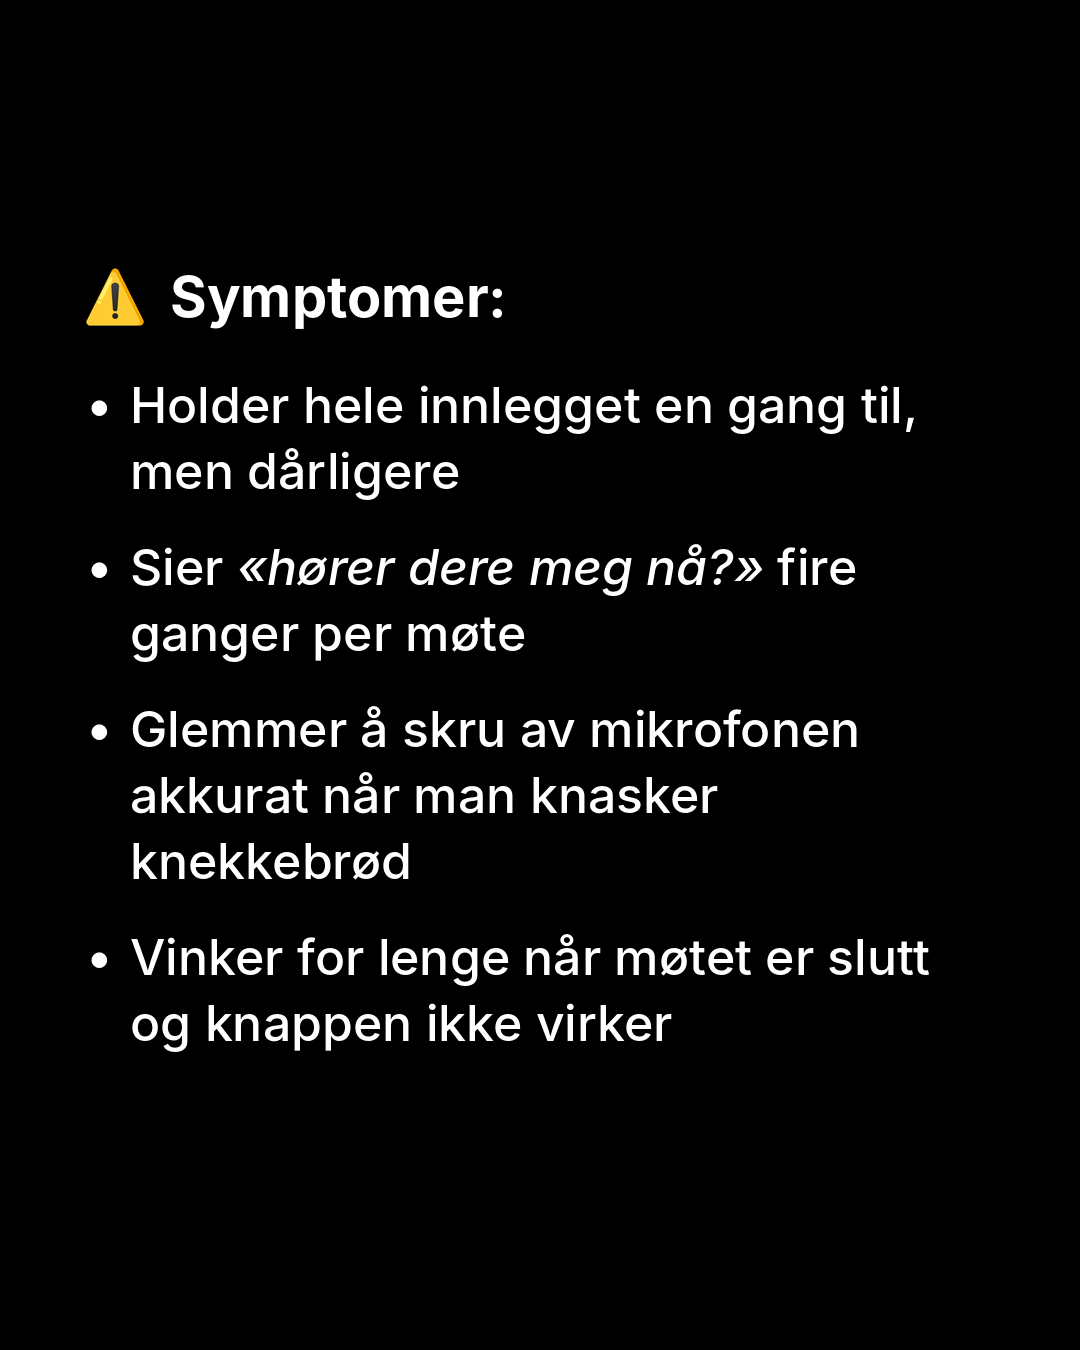 ⚠️ Symptomer:
• Holder hele innlegget en gang til,
men dårligere
• Sier «hører dere meg nå?» fire
ganger per møte
• Glemmer å skru av mikrofonen
akkurat når man knasker
knekkebrød
• Vinker for lenge når møtet er slutt
og knappen ikke virker